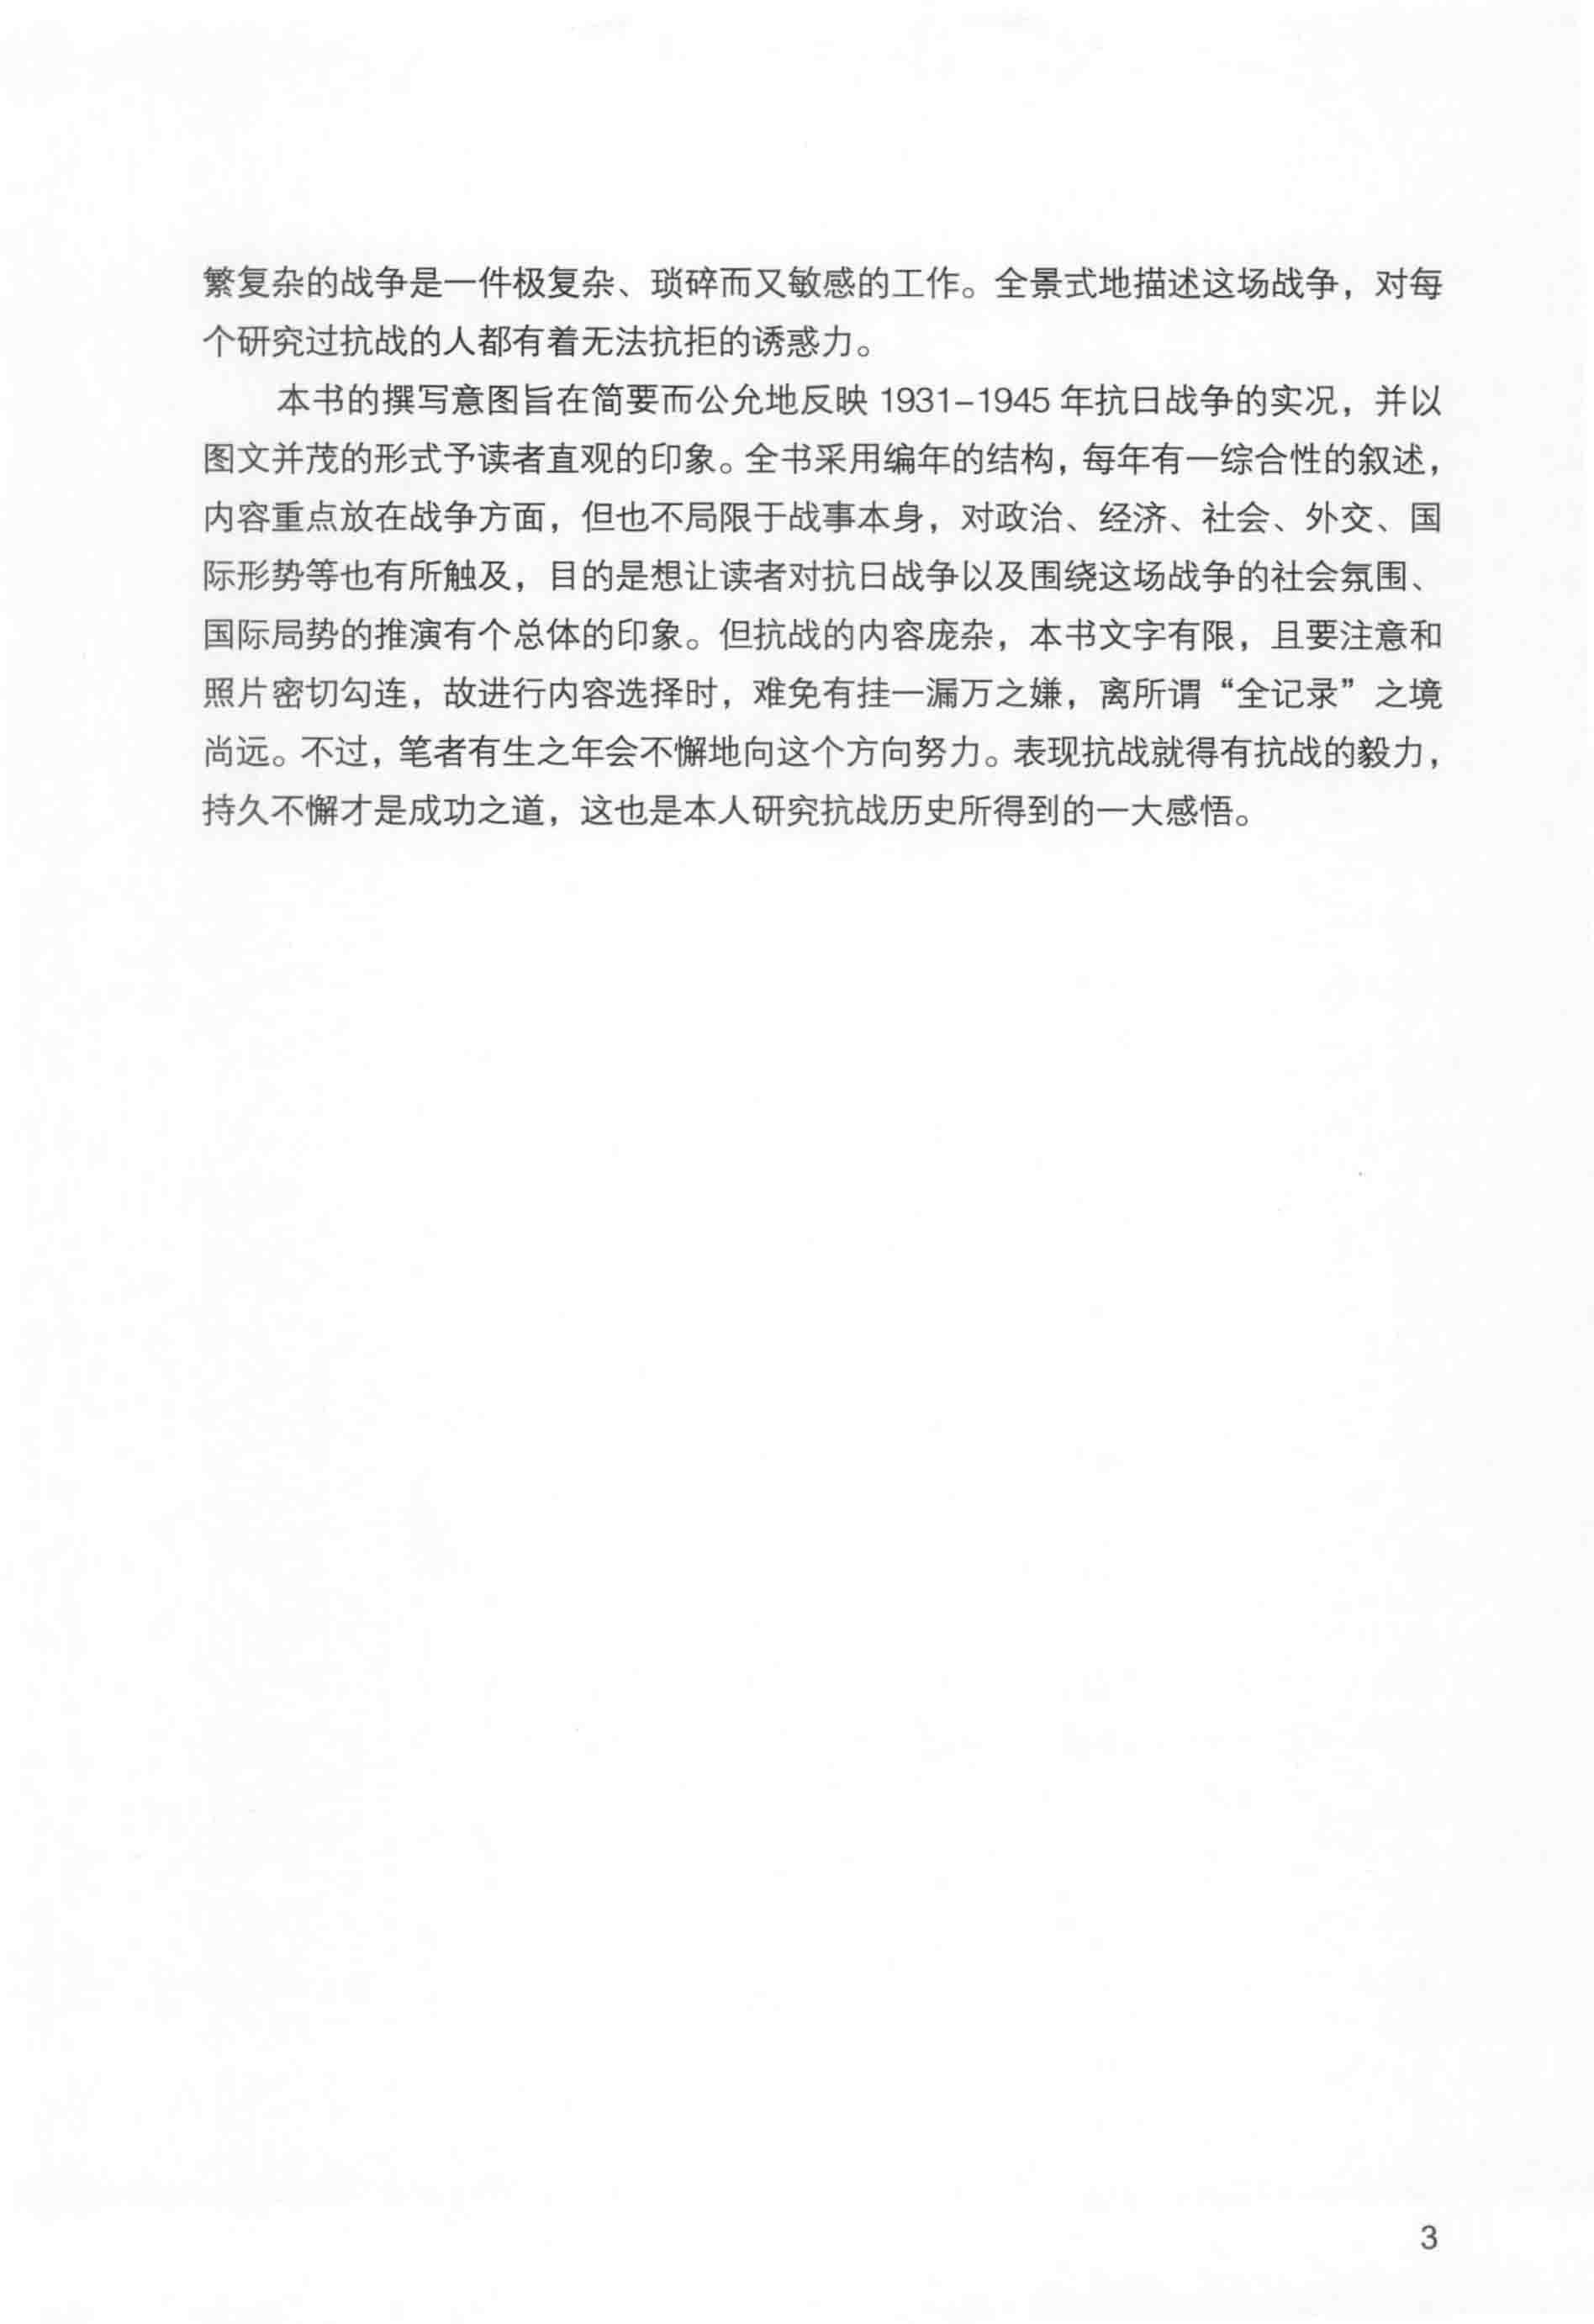 繁复杂的战争是一件极复杂、琐碎而又敏感的工作。全景式地描述这场战争，对每
个研究过抗战的人都有着无法抗拒的诱惑力。
本书的撰写意图旨在简要而公允地反映 1931–1945 年抗日战争的实况，并以
图文并茂的形式予读者直观的印象。全书采用编年的结构，每年有一综合性的叙述，
内容重点放在战争方面，但也不局限于战事本身，对政治、经济、社会、外交、国
际形势等也有所触及，目的是想让读者对抗日战争以及围绕这场战争的社会氛围、
国际局势的推演有个总体的印象。但抗战的内容庞杂，本书文字有限，且要注意和
照片密切勾连，故进行内容选择时，难免有挂一漏万之嫌，离所谓“全记录”之境
尚远。不过，笔者有生之年会不懈地向这个方向努力。表现抗战就得有抗战的毅力，
持久不懈才是成功之道，这也是本人研究抗战历史所得到的一大感悟。
3